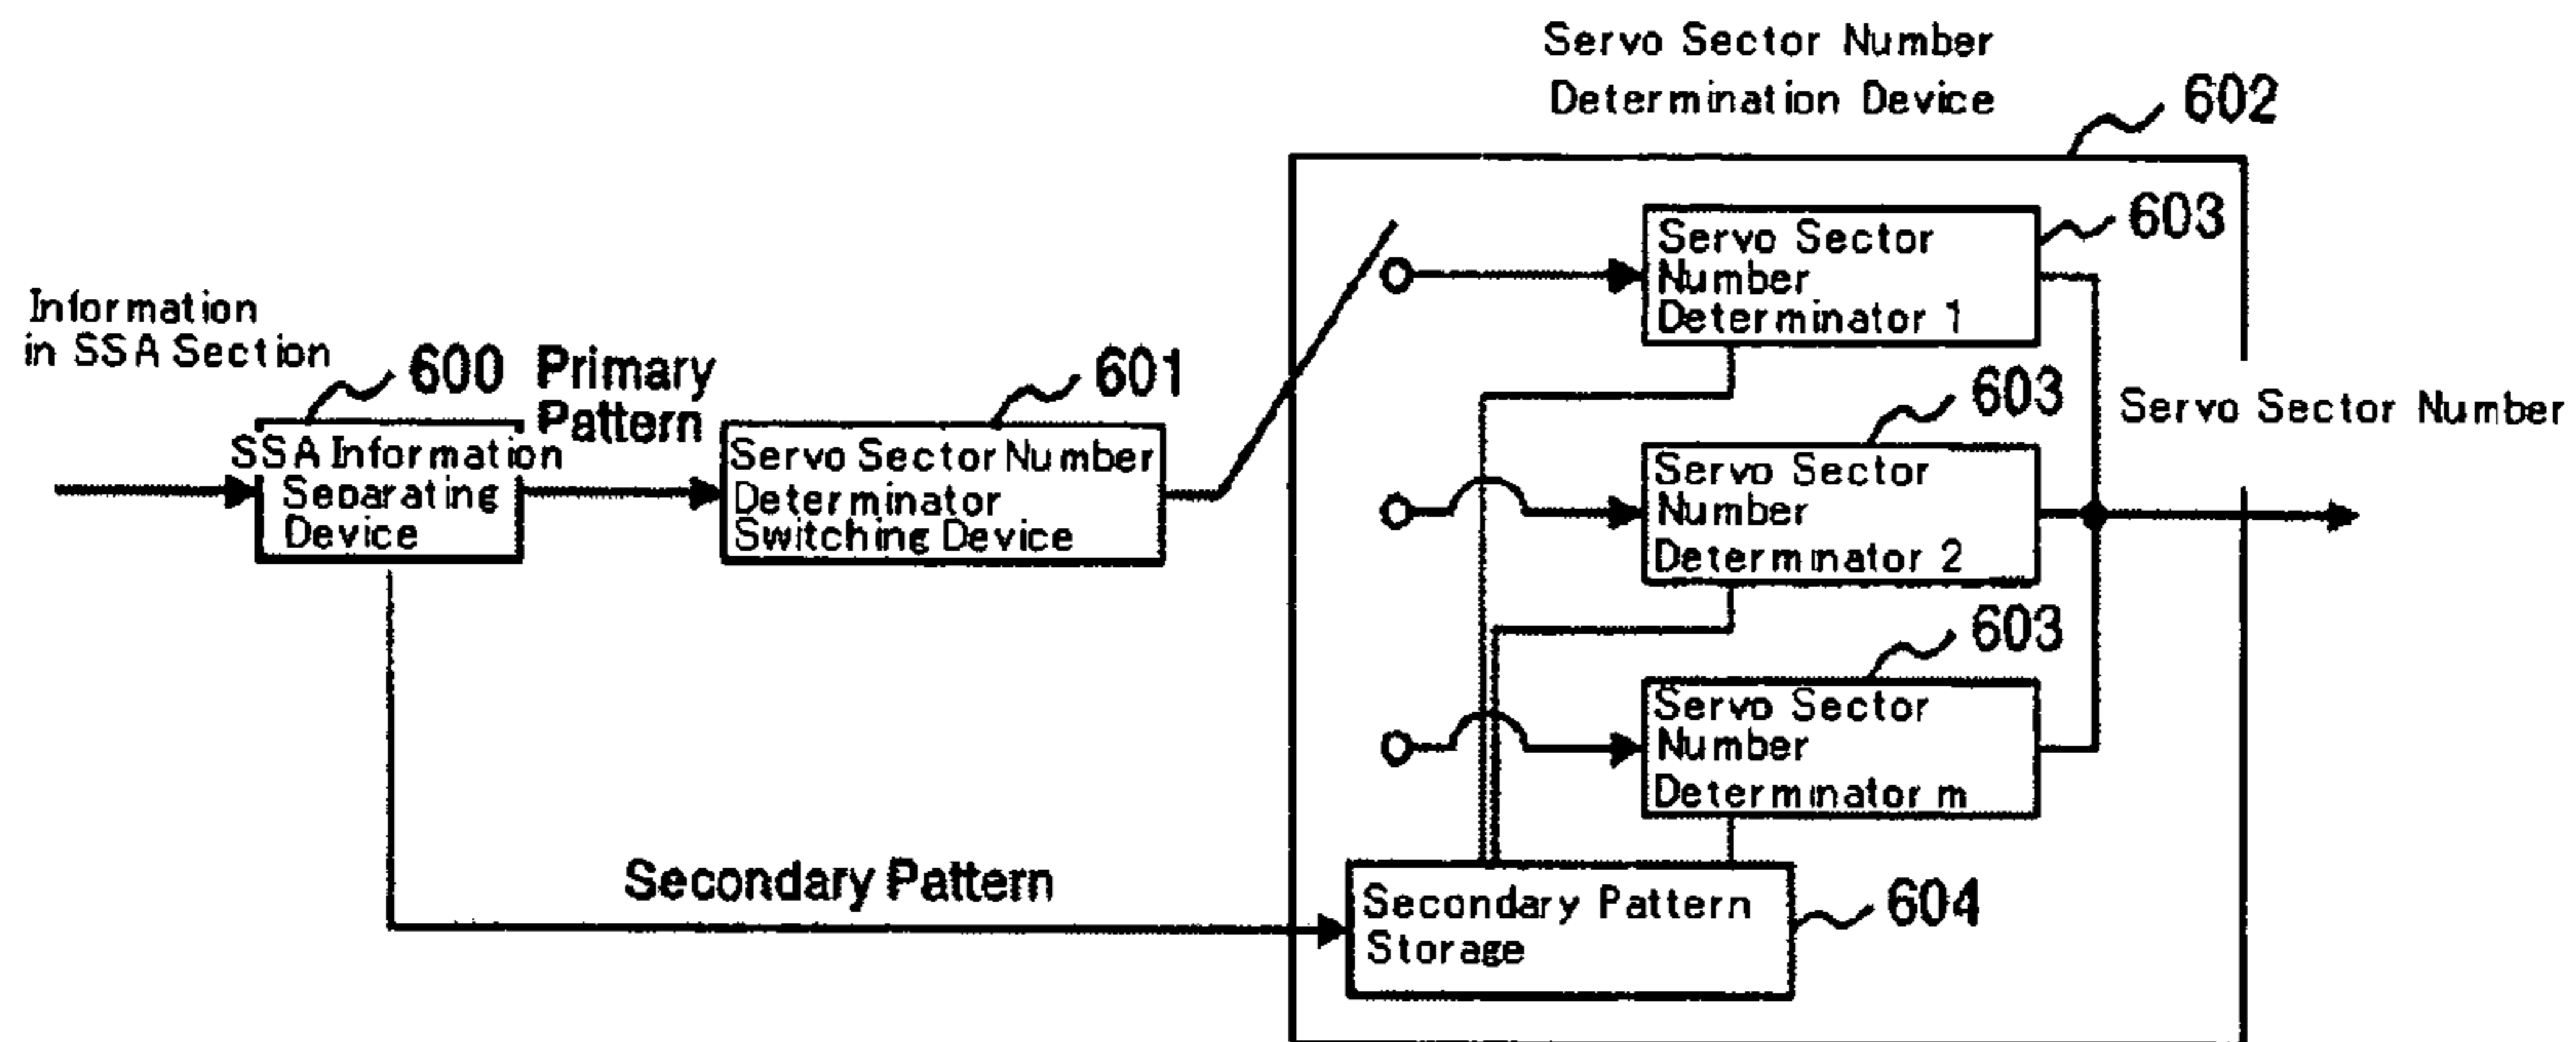 Servo Sector Number
Determination Device
602
Servo Sector
Number
Determinator 1
603
Information
in SSA Section
600
Primary
Pattern
601
SSA Information
Separating
Device
Servo Sector Number
Determinator
Switching Device
603
Servo Sector
Number
Determinator 2
Servo Sector Number
603
Servo Sector
Number
Determinator m
Secondary Pattern
Secondary Pattern
Storage
604